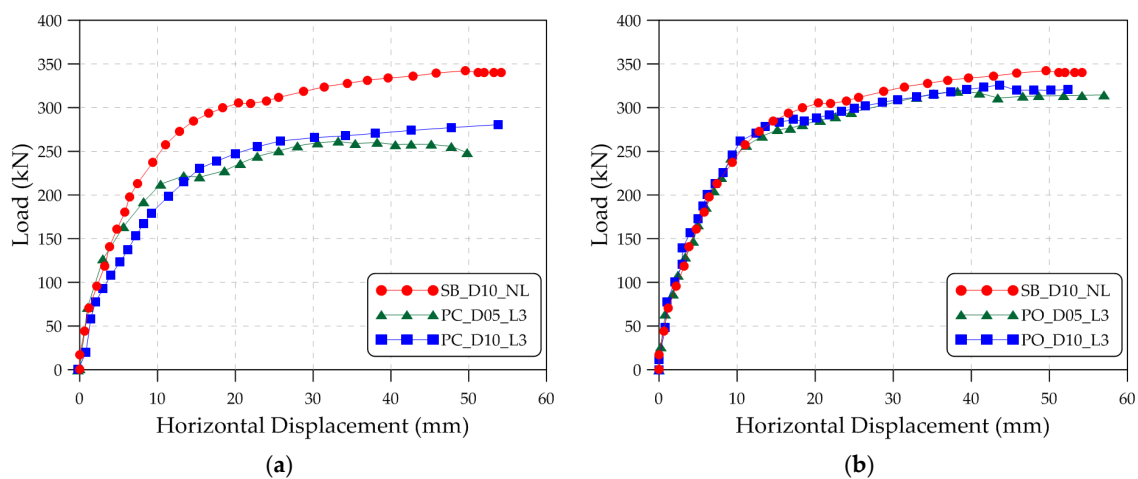 400
350
300
250
200
150
100
50
0
Load (kN)
0 10 20 30 40 50 60
Horizontal Displacement (mm)
SB_D10_NL
PC_D05_L3
PC_D10_L3
(a)
400
350
300
250
200
150
100
50
0
Load (kN)
0 10 20 30 40 50 60
Horizontal Displacement (mm)
SB_D10_NL
PO_D05_L3
PO_D10_L3
(b)